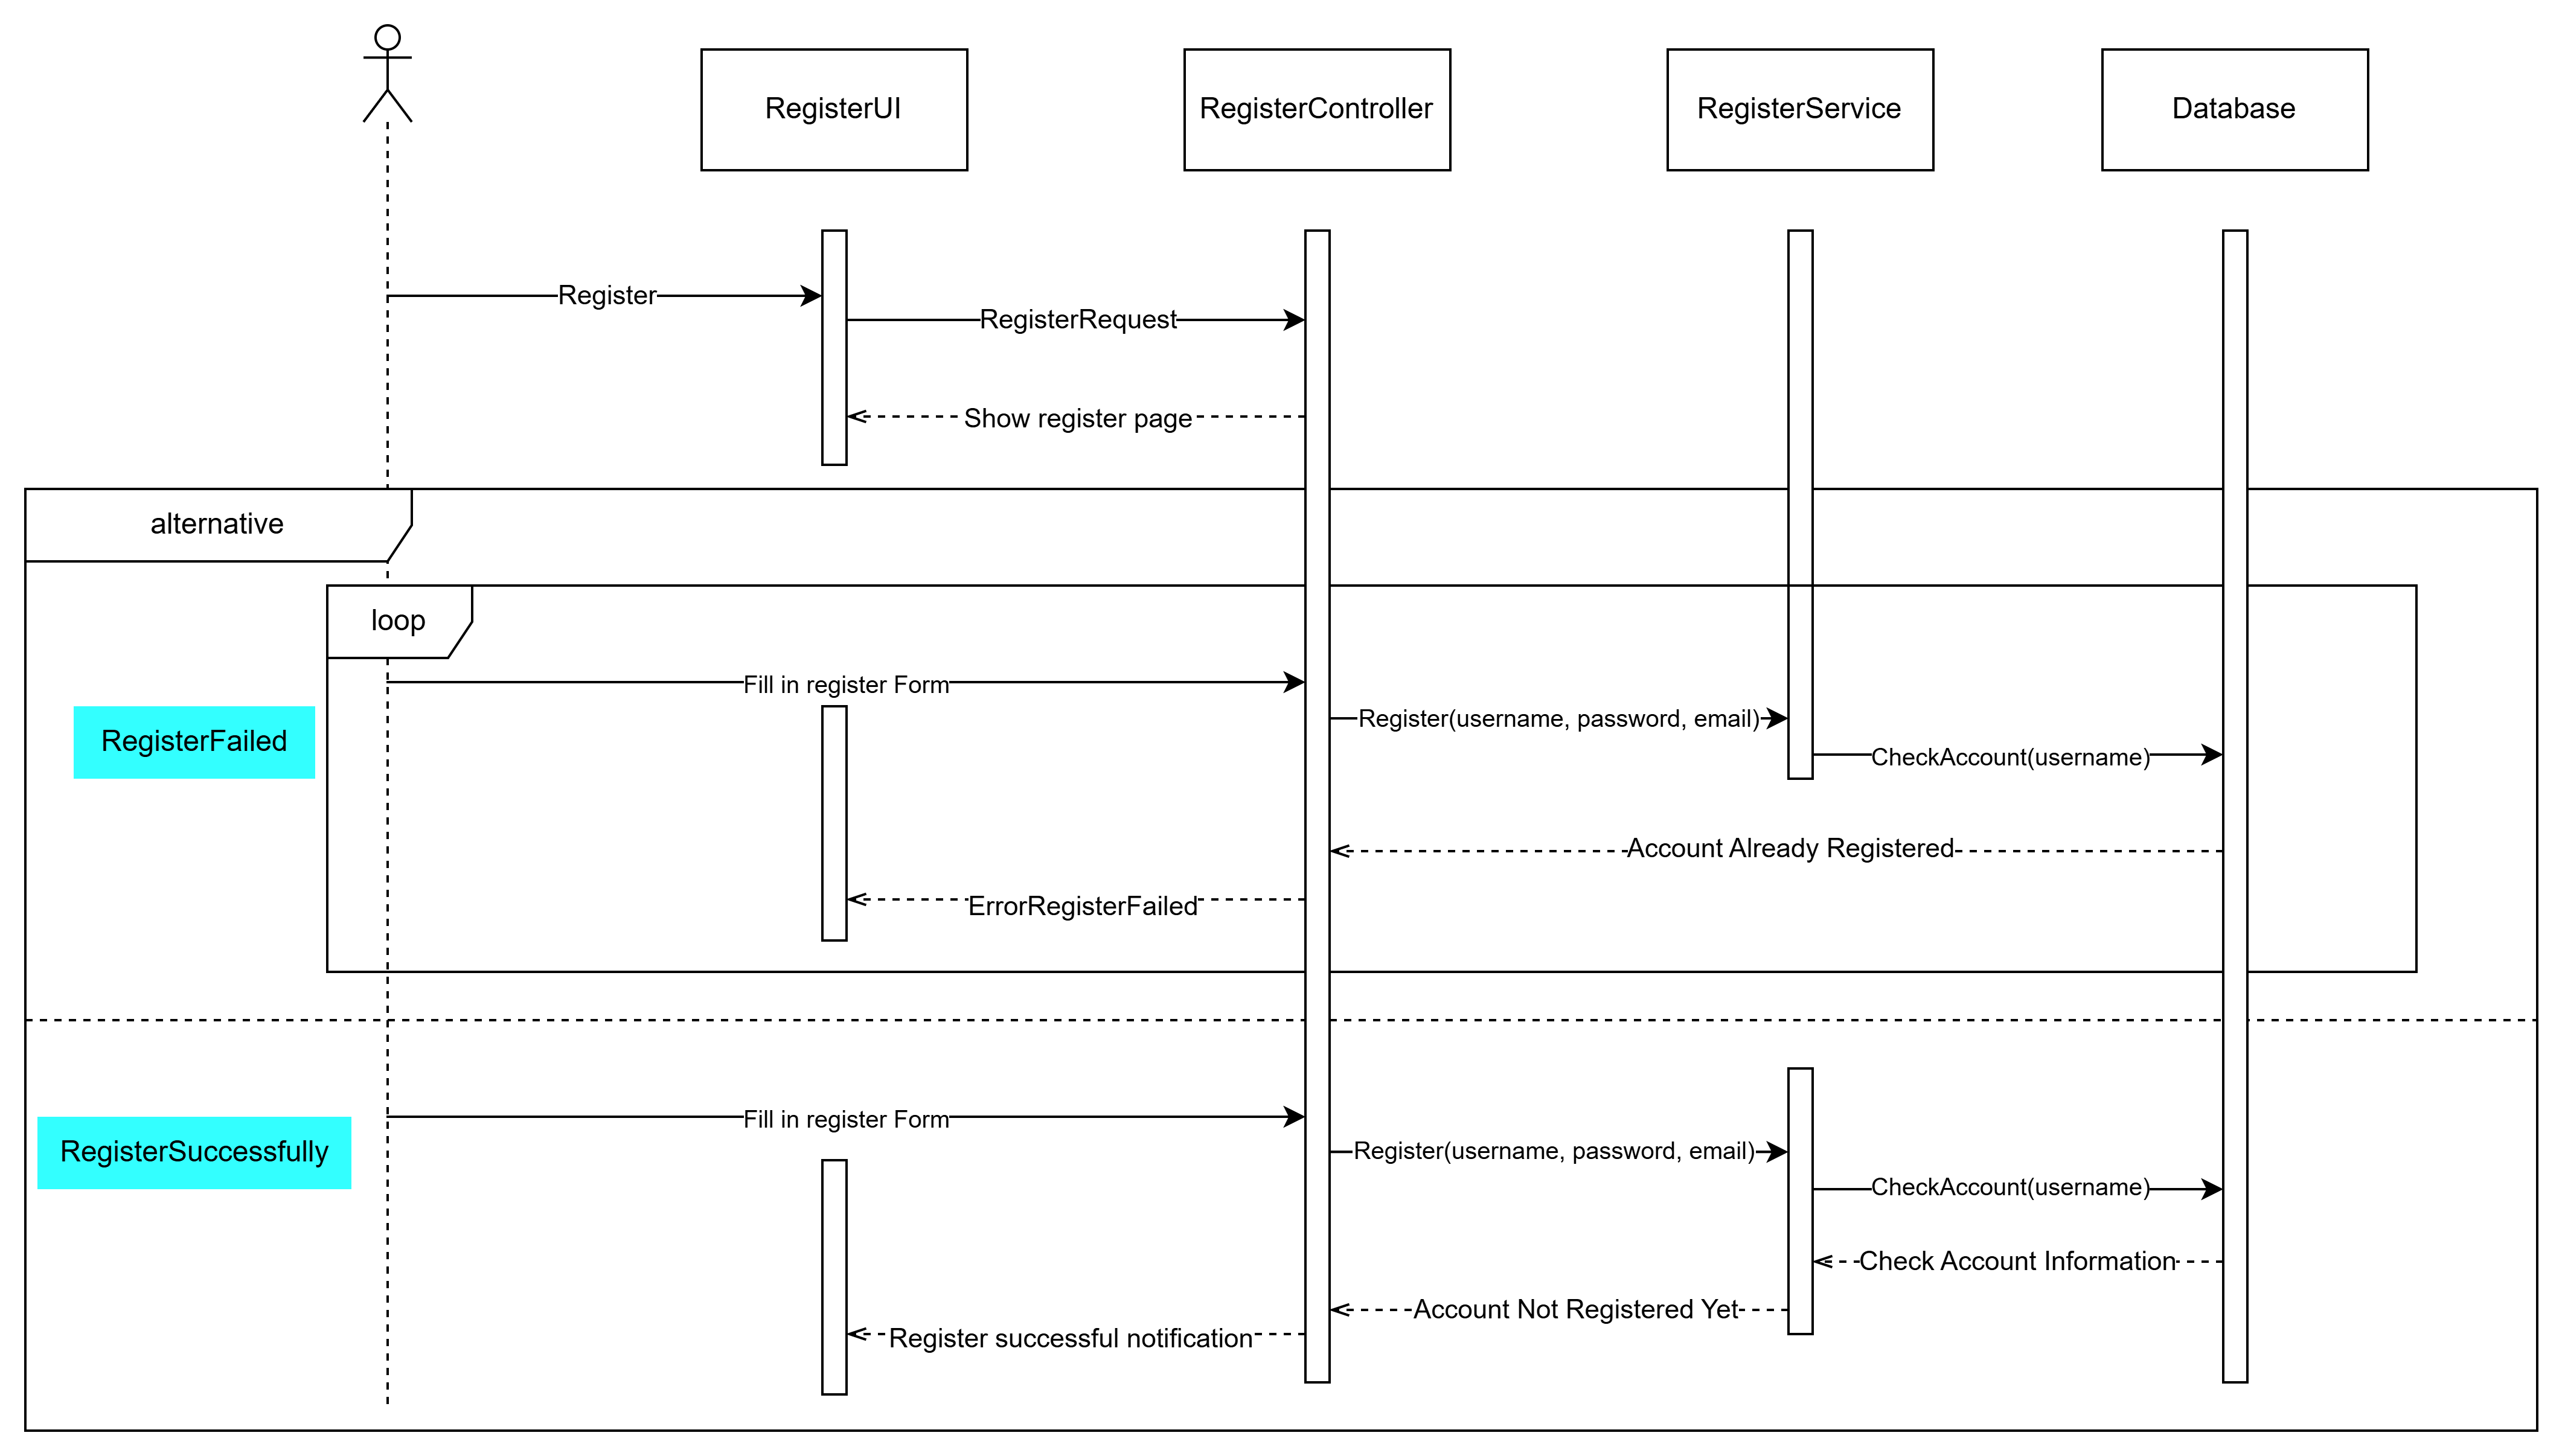 RegisterUI
RegisterController
RegisterService
Database
Register
RegisterRequest
Show register page
alternative
loop
Fill in register Form
RegisterFailed
Register(username, password, email)
CheckAccount(username)
Account Already Registered
ErrorRegisterFailed
Fill in register Form
RegisterSuccessfully
Register(username, password, email)
CheckAccount(username)
Check Account Information
Account Not Registered Yet
Register successful notification